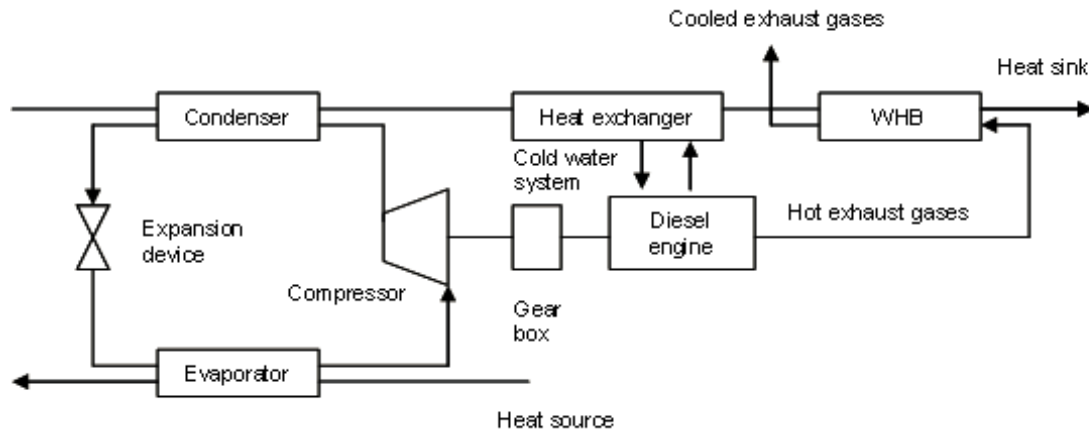 Cooled exhaust gases
Heat sink
Condenser
Heat exchanger
WHB
Cold water
system
Expansion
device
Diesel
engine
Hot exhaust gases
Compressor
Gear
box
Evaporator
Heat source